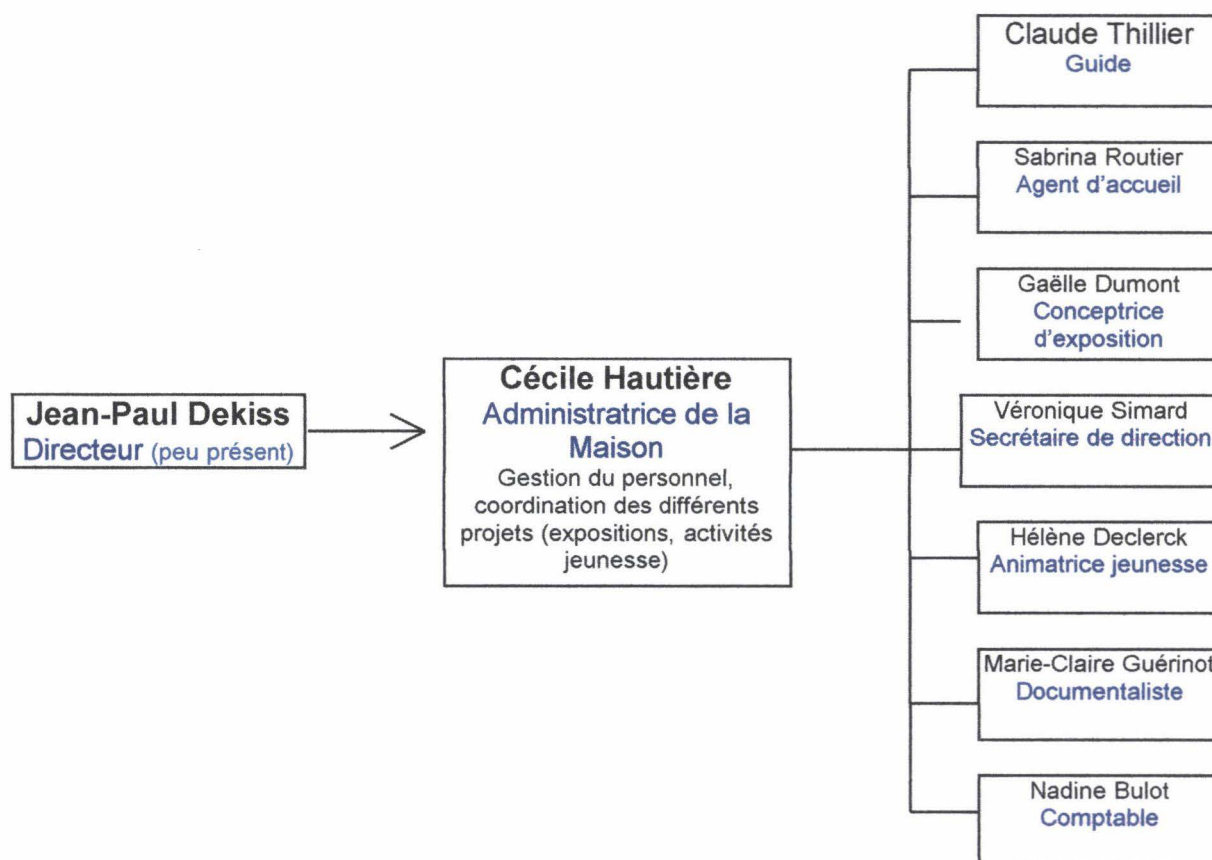 Jean-Paul Dekiss
Directeur (peu présent)
Cécile Hautière
Administratrice de la
Maison
Gestion du personnel,
coordination des différents
projets (expositions, activités
jeunesse)
Claude Thillier
Guide
Sabrina Routier
Agent d’accueil
Gaëlle Dumont
Conceptrice
d’exposition
Véronique Simard
Secrétaire de direction
Hélène Declerck
Animatrice jeunesse
Marie-Claire Guérinot
Documentaliste
Nadine Bulot
Comptable